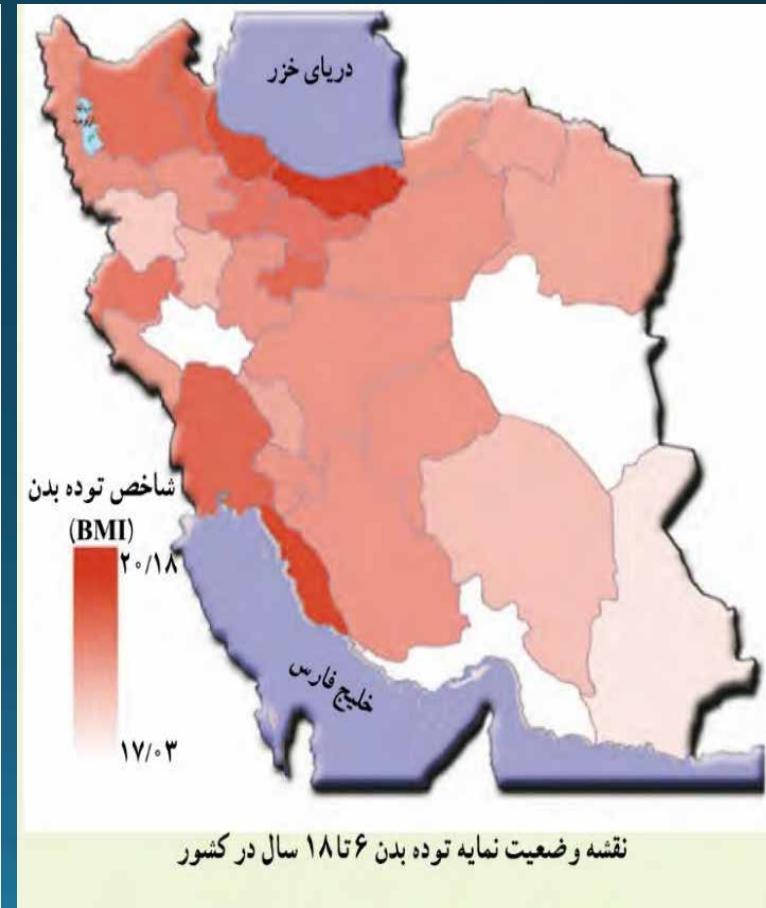 دریای خزر
شاخص توده بدن
(BMI)
۲۰/۱۸
۱۷/۰۳
خلیج فارس
نقشه وضعیت نمایه توده بدن ۶ تا ۱۸ سال در کشور